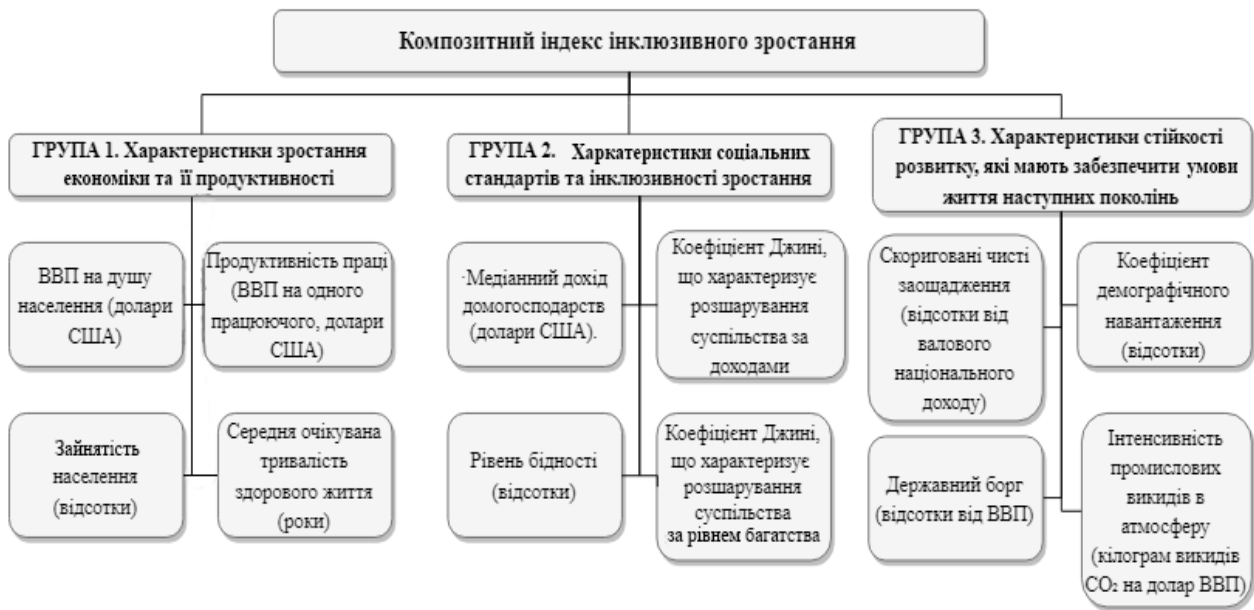 Композитний індекс інклюзивного зростання
ГРУПА 1. Характеристики зростання
економіки та її продуктивності
ВВП на душу
населення (долари
США)
Продуктивність праці
(ВВП на одного
працюючого, долари
США)
Зайнятість
населення
(відсотки)
Середня очікувана
тривалість
здорового життя
(роки)
ГРУПА 2. Харкатеристики соціальних
стандартів та інклюзивності зростання
·Медіанний дохід
домогосподарств
(долари США).
Коефіцієнт Джині,
що характеризує
розшарування
суспільства за
доходами
Рівень бідності
(відсотки)
Коефіцієнт Джині,
що характеризує
розшарування
суспільства
за рівнем багатства
ГРУПА 3. Характеристики стійкості
розвитку, які мають забезпечити умови
життя наступних поколінь
Скориговані чисті
заощадження
(відсотки від
валового
національного
доходу)
Коефіцієнт
демографічного
навантаження
(відсотки)
Державний борг
(відсотки від ВВП)
Інтенсивність
промислових
викидів в
атмосферу
(кілограм викидів
CO₂ на долар ВВП)